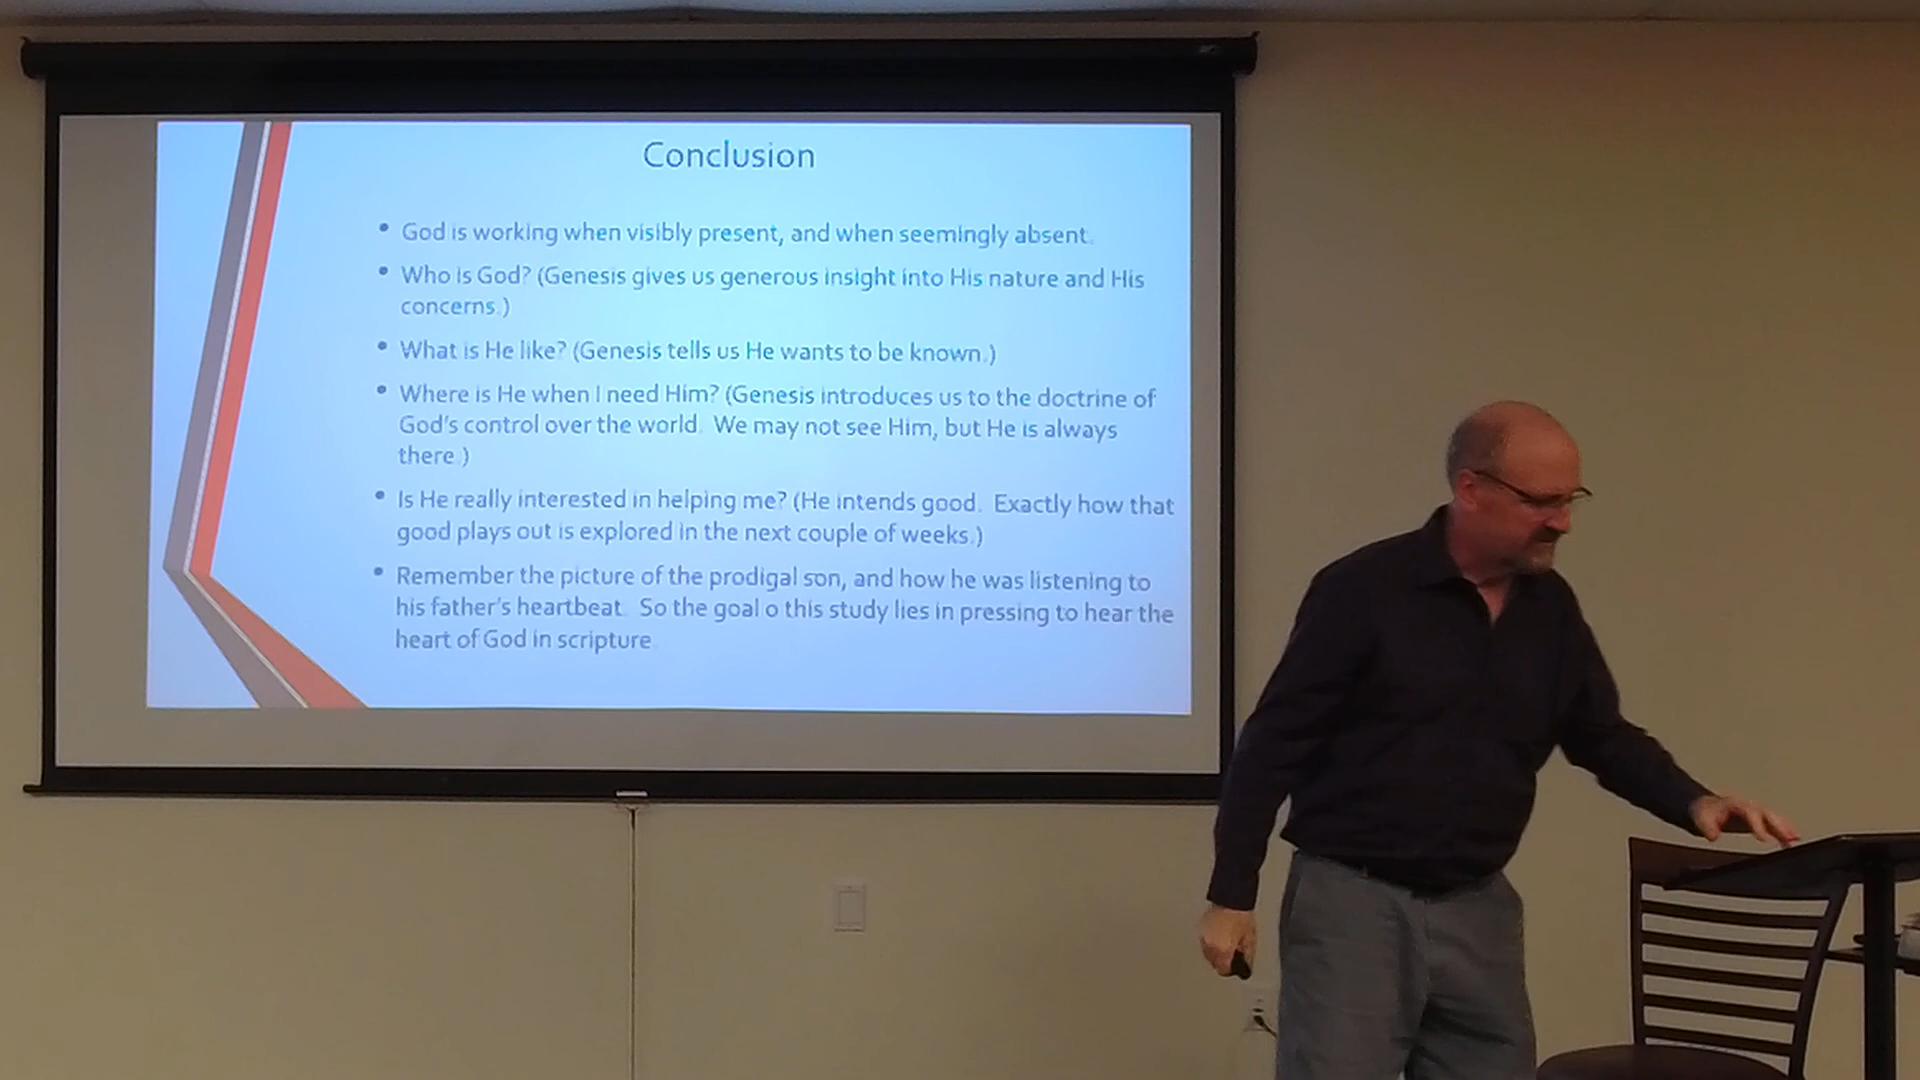 Conclusion
• God is working when visibly present, and when seemingly absent.
• Who is God? (Genesis gives us generous insight into His nature and His
concerns.)
• What is He like? (Genesis tells us He wants to be known.)
• Where is He when I need Him? (Genesis introduces us to the doctrine of
God's control over the world. We may not see Him, but He is always
there.)
• Is He really interested in helping me? (He intends good. Exactly how that
good plays out is explored in the next couple of weeks.)
• Remember the picture of the prodigal son, and how he was listening to
his father's heartbeat. So the goal o this study lies in pressing to hear the
heart of God in scripture.